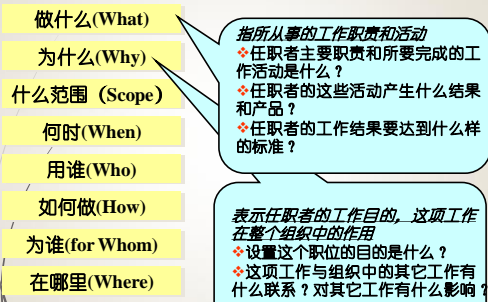 做什么(What)
为什么(Why)
什么范围（Scope）
何时(When)
用谁(Who)
如何做(How)
为谁(for Whom)
在哪里(Where)
指所从事的工作职责和活动
❖任职者主要职责和所要完成的工
作活动是什么？
❖任职者的这些活动产生什么结果
和产品？
❖任职者的工作结果要达到什么样
的标准？
表示任职者的工作目的，这项工作
在整个组织中的作用
❖设置这个职位的目的是什么？
❖这项工作与组织中的其它工作有
什么联系？对其它工作有什么影响？